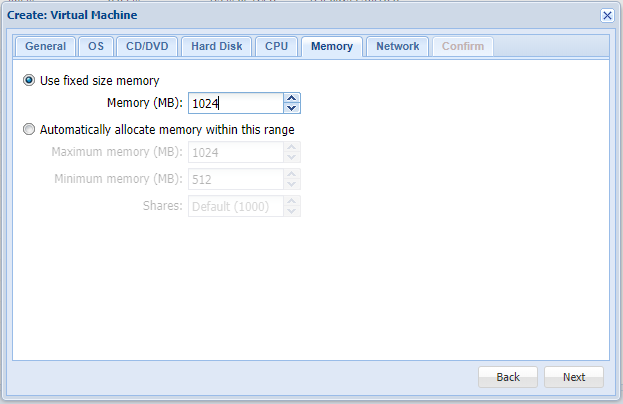 Create: Virtual Machine
General OS CD/DVD Hard Disk CPU Memory Network Confirm
Use fixed size memory
Memory (MB): 1024
Automatically allocate memory within this range
Maximum memory (MB): 1024
Minimum memory (MB): 512
Shares: Default (1000)
Back Next